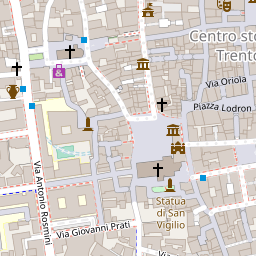 Centro sto
Trento
Via Oriola
Piazza Lodron
Via Antonio Rosmini
Statua
di San
Vigilio
Via Giovanni Prati